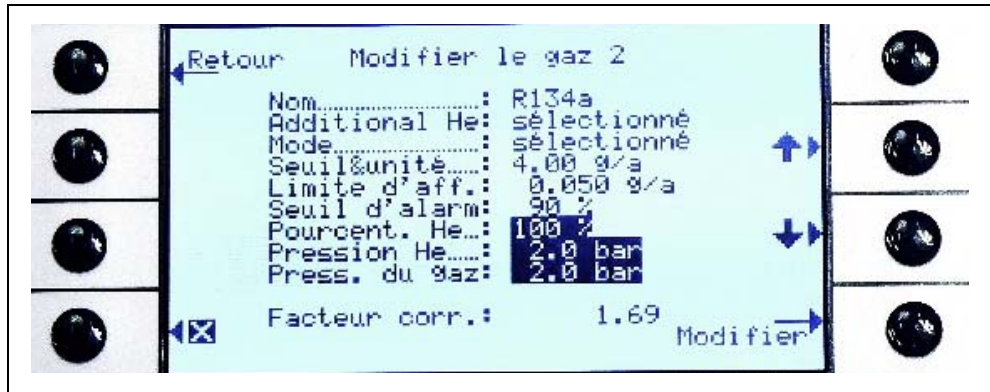 Retour Modifier le gaz 2
Nom......................: R134a
Additional He: sélectionné
Mode....................: sélectionné
Seuil&unité......: 4.00 g/a
Limite d'aff.: 0.050 g/a
Seuil d'alarm: 90 %
Pourcent. He...: 100 %
Pression He......: 2.0 bar
Press. du gaz: 2.0 bar
Facteur corr.: 1.69
Modifier